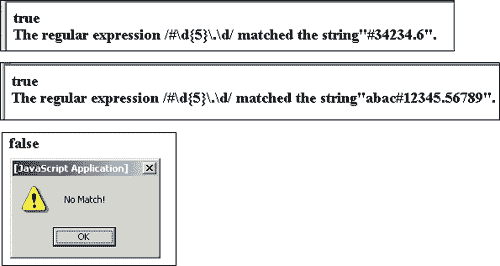 true
The regular expression /#\d{5}\.\d/ matched the string"#34234.6".
true
The regular expression /#\d{5}\.\d/ matched the string"abac#12345.56789".
false
[JavaScript Application]
No Match!
OK